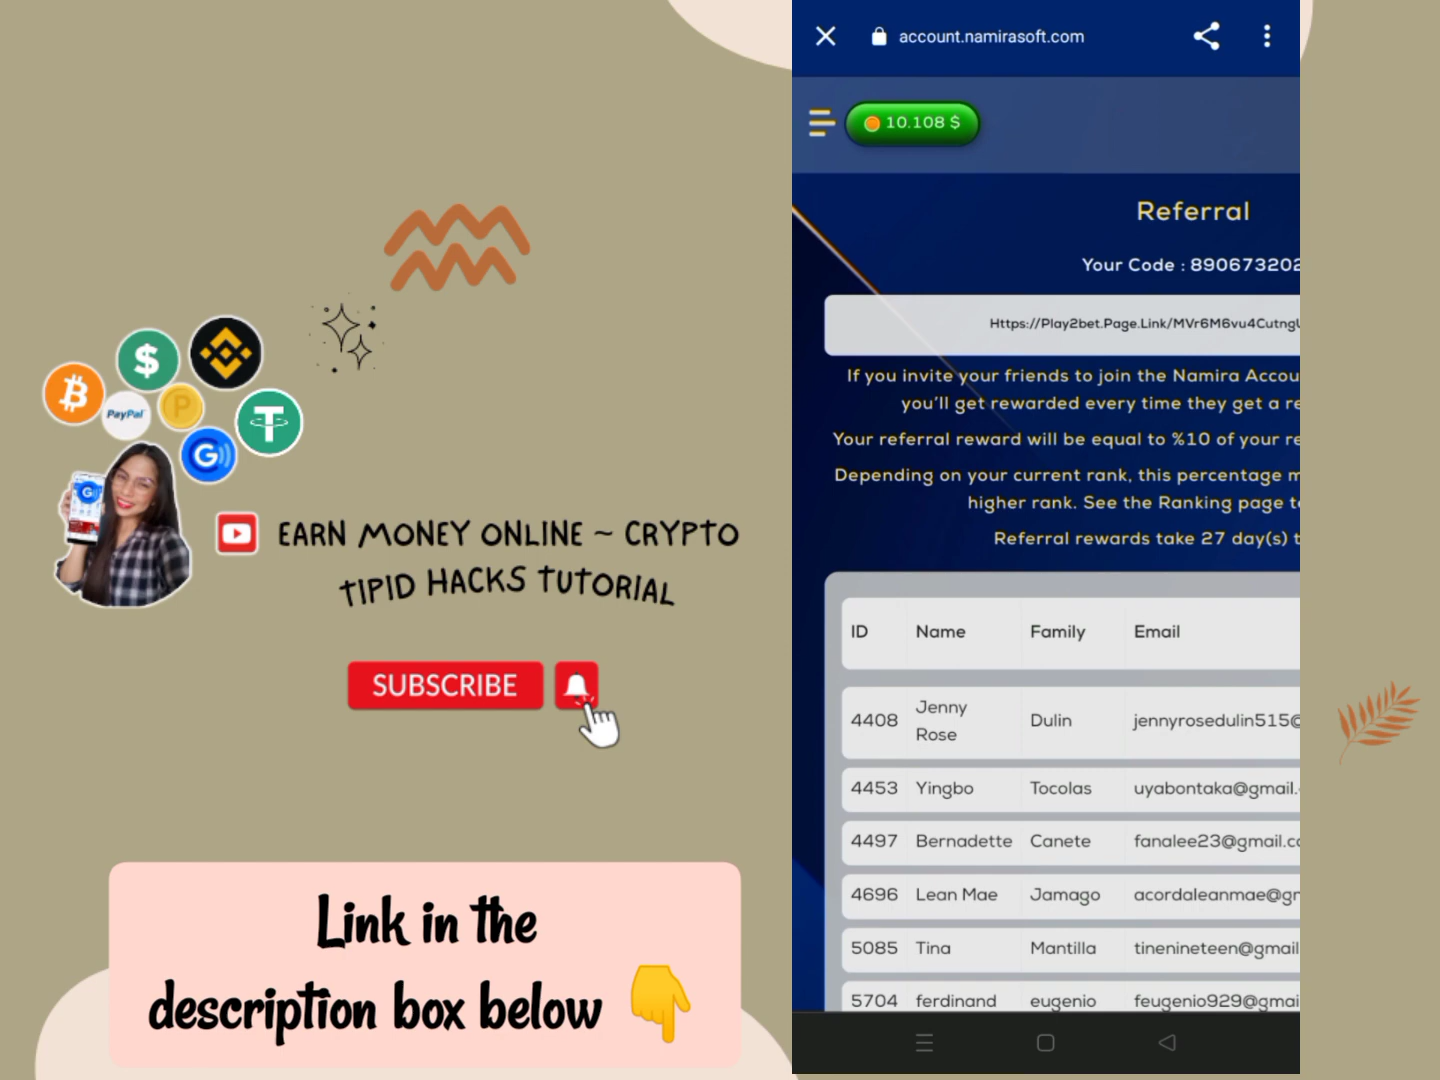 PayPal
P
G
EARN MONEY ONLINE ~ CRYPTO
TIPID HACKS TUTORIAL
SUBSCRIBE
Link in the
description box below
account.namirasoft.com
10.108 $
Referral
Your Code : 890673202
Https://Play2bet.Page.Link/MVr6M6vu4Cutngl
If you invite your friends to join the Namira Accou
you'll get rewarded every time they get a re
Your referral reward will be equal to %10 of your re
Depending on your current rank, this percentage m
higher rank. See the Ranking page to
Referral rewards take 27 day(s) t
ID Name Family Email
4408 Jenny Rose Dulin jennyrosedulin515@
4453 Yingbo Tocolas uyabontaka@gmail.
4497 Bernadette Canete fanalee23@gmail.co
4696 Lean Mae Jamago acordaleanmae@gm
5085 Tina Mantilla tinenineteen@gmail
5704 ferdinand eugenio feugenio929@gmai